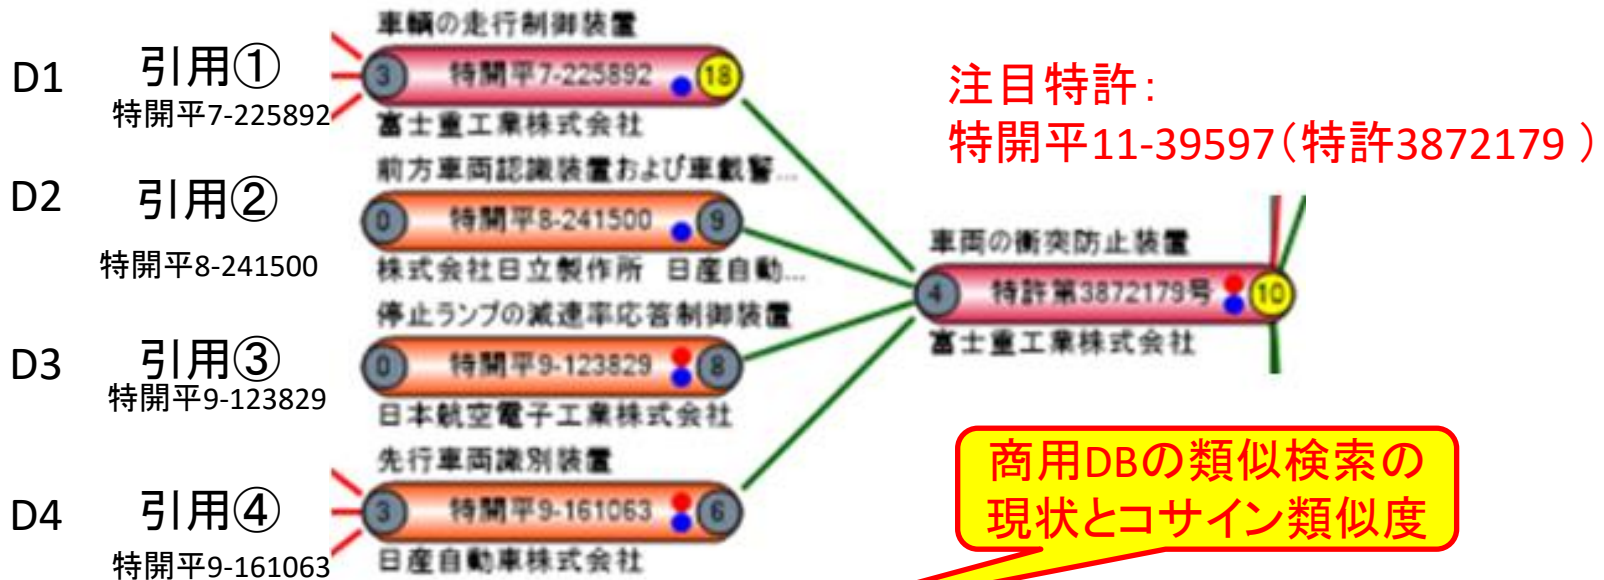 車輌の走行制御装置
D1
引用①
特開平7-225892
3
特開平7-225892
18
富士重工業株式会社
前方車両認識装置および車載警...
D2
引用②
特開平8-241500
0
特開平8-241500
9
株式会社日立製作所 日産自動...
停止ランプの減速率応答制御装置
D3
引用③
特開平9-123829
0
特開平9-123829
8
日本航空電子工業株式会社
先行車両識別装置
D4
引用④
特開平9-161063
3
特開平9-161063
6
日産自動車株式会社
注目特許：
特開平11-39597（特許3872179 ）
車両の衝突防止装置
4
特許第3872179号
10
富士重工業株式会社
商用DBの類似検索の
現状とコサイン類似度